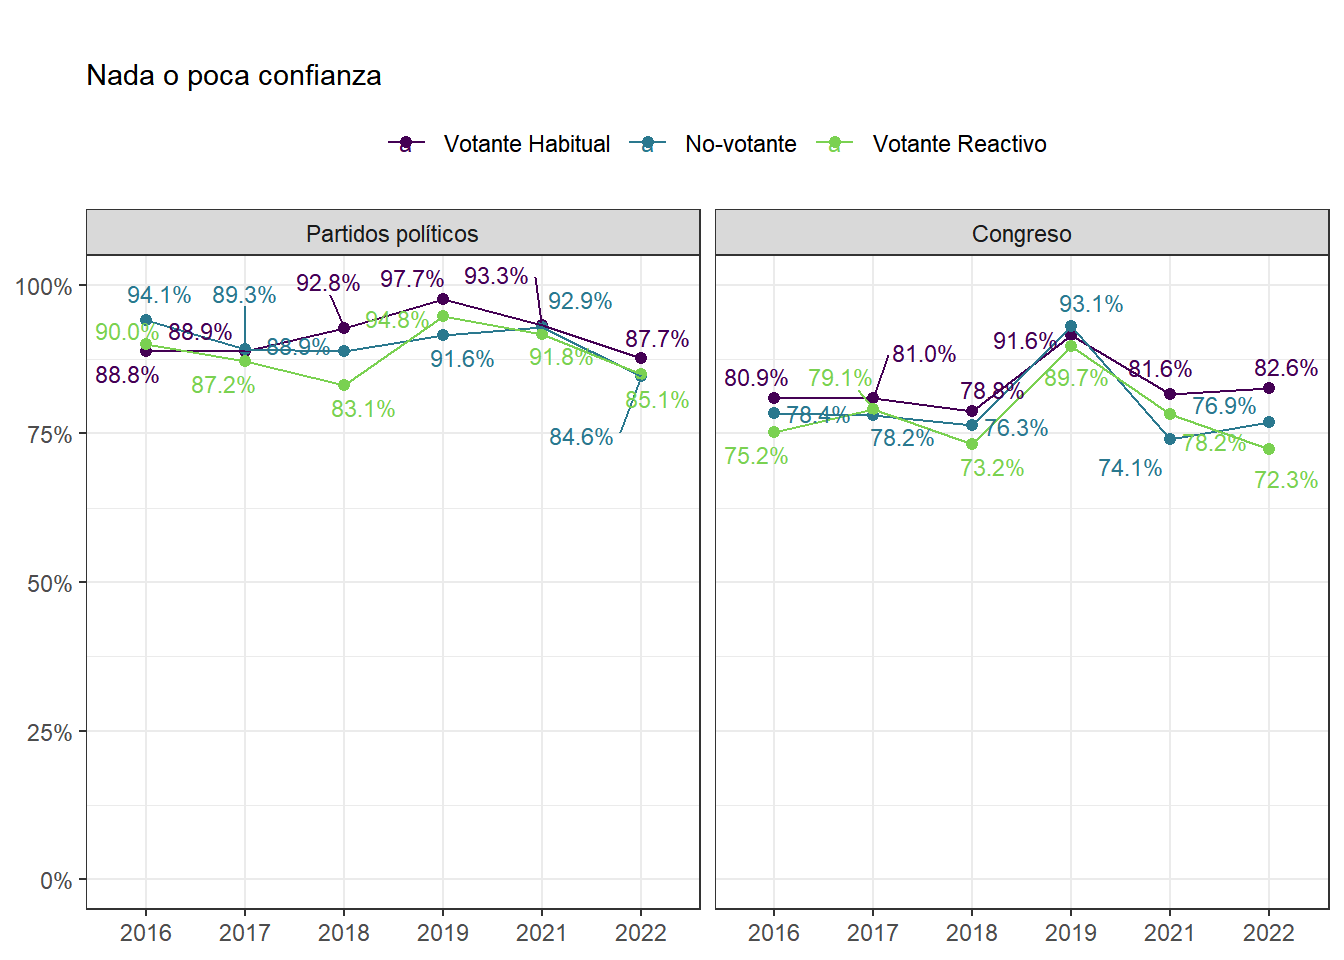 Nada o poca confianza
a Votante Habitual a No-votante a Votante Reactivo
Partidos políticos
Congreso
100%
75%
50%
25%
0%
94.1% 89.3% 92.8% 97.7% 93.3% 92.9%
90.0% 88.9% 88.9% 94.8% 91.6% 91.8% 87.7%
88.8% 87.2% 83.1% 85.1%
84.6%
93.1%
80.9% 79.1% 81.0% 78.8% 91.6% 89.7% 81.6% 82.6%
78.4% 78.2% 76.3% 76.9%
75.2% 73.2% 74.1% 78.2% 72.3%
2016 2017 2018 2019 2021 2022
2016 2017 2018 2019 2021 2022